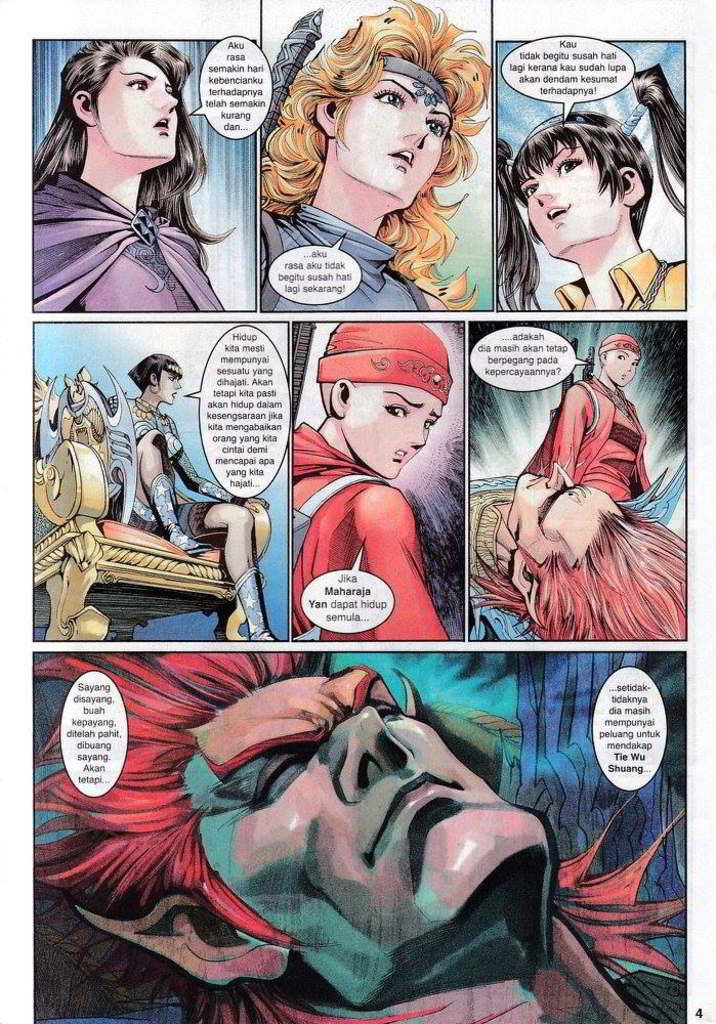 Aku
rasa
semakin hari
kebencianku
terhadapnya
telah semakin
kurang
dan...
...aku
rasa aku tidak
begitu susah hati
lagi sekarang!
Kau
tidak begitu susah hati
lagi kerana kau sudah lupa
akan dendam kesumat
terhadapnya!
Hidup
kita mesti
mempunyai
sesuatu yang
dihajati. Akan
tetapi kita pasti
akan hidup dalam
kesengsaraan jika
kita mengabaikan
orang yang kita
cintai demi
mencapai apa
yang kita
hajati...
Jika
Maharaja
Yan dapat hidup
semula...
....adakah
dia masih akan tetap
berpegang pada
kepercayaannya?
Sayang
disayang,
buah
kepayang,
ditelah pahit,
dibuang
sayang.
Akan
tetapi...
...setidak-
tidaknya
dia masih
mempunyai
peluang untuk
mendakap
Tie Wu
Shuang...
4